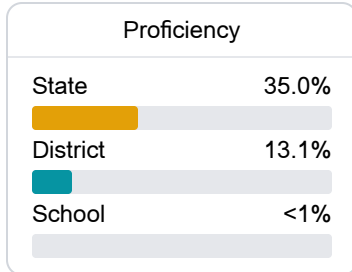 Proficiency
State 35.0%
District 13.1%
School <1%